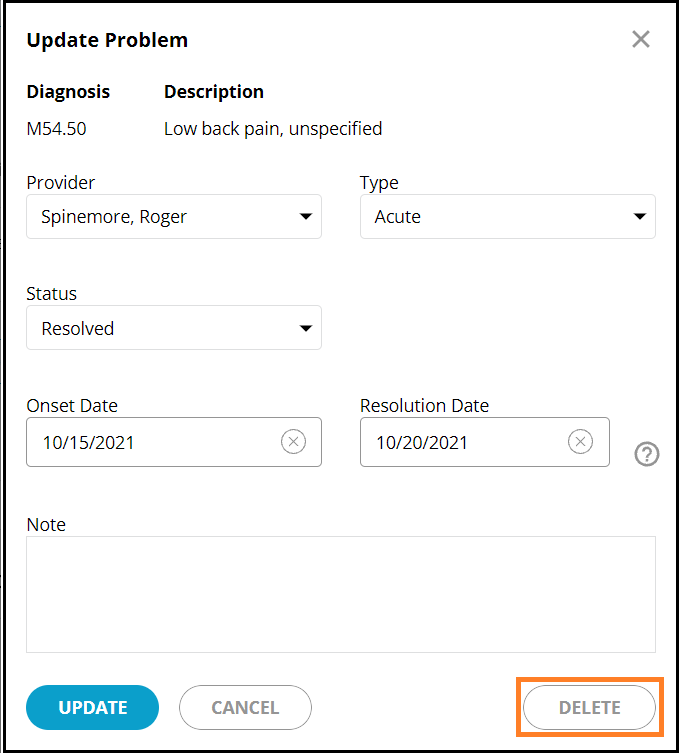 Update Problem
Diagnosis Description
M54.50 Low back pain, unspecified
Provider Type
Spinemore, Roger Acute
Status
Resolved
Onset Date Resolution Date
10/15/2021 10/20/2021
?
Note
UPDATE CANCEL DELETE